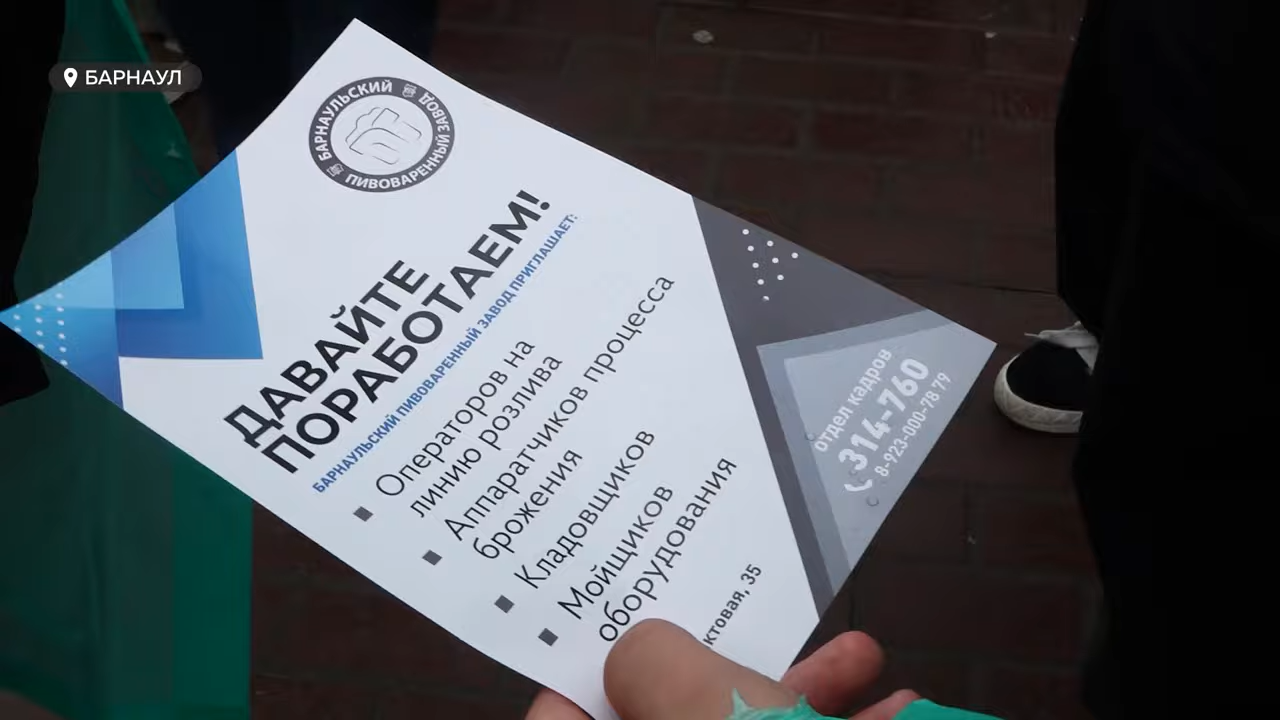 БАРНАУЛ
БАРНАУЛЬСКИЙ
ПИВОВАРЕННЫЙ ЗАВОД
ДАВАЙТЕ
ПОРАБОТАЕМ!
БАРНАУЛЬСКИЙ ПИВОВАРЕННЫЙ ЗАВОД ПРИГЛАШАЕТ:
Операторов на
линию розлива
Аппаратчиков процесса
брожения
Кладовщиков
Мойщиков
оборудования
отдел кадров
314-760
8-923-000-78 79
35